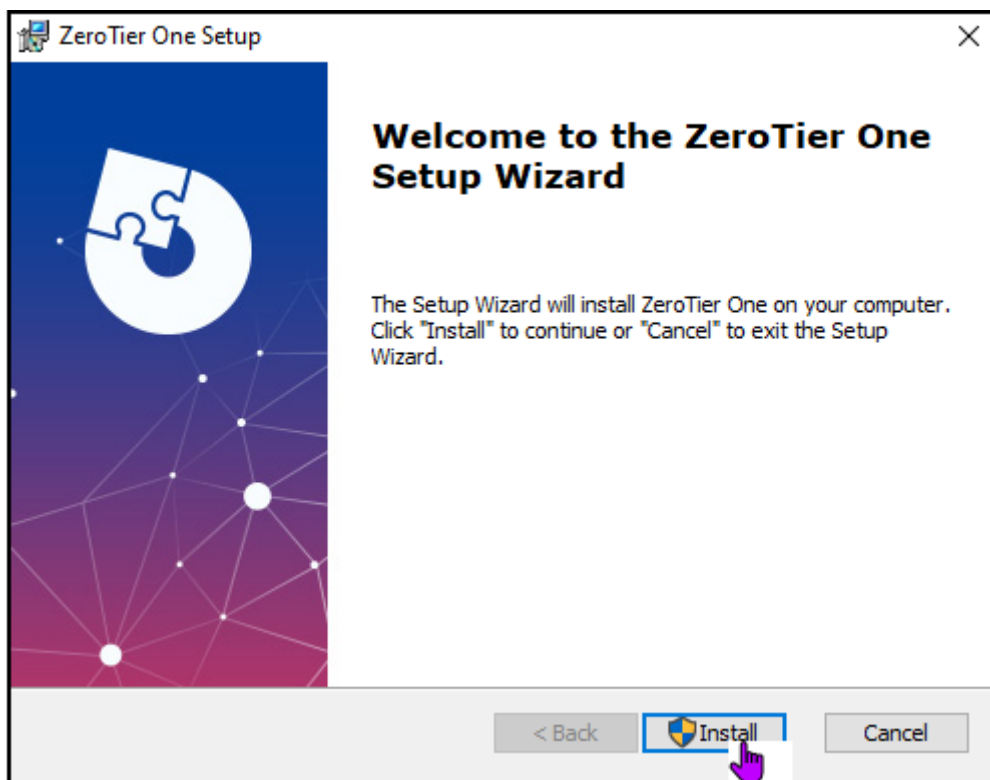 ZeroTier One Setup
Welcome to the ZeroTier One
Setup Wizard
The Setup Wizard will install ZeroTier One on your computer.
Click "Install" to continue or "Cancel" to exit the Setup
Wizard.
< Back Install Cancel